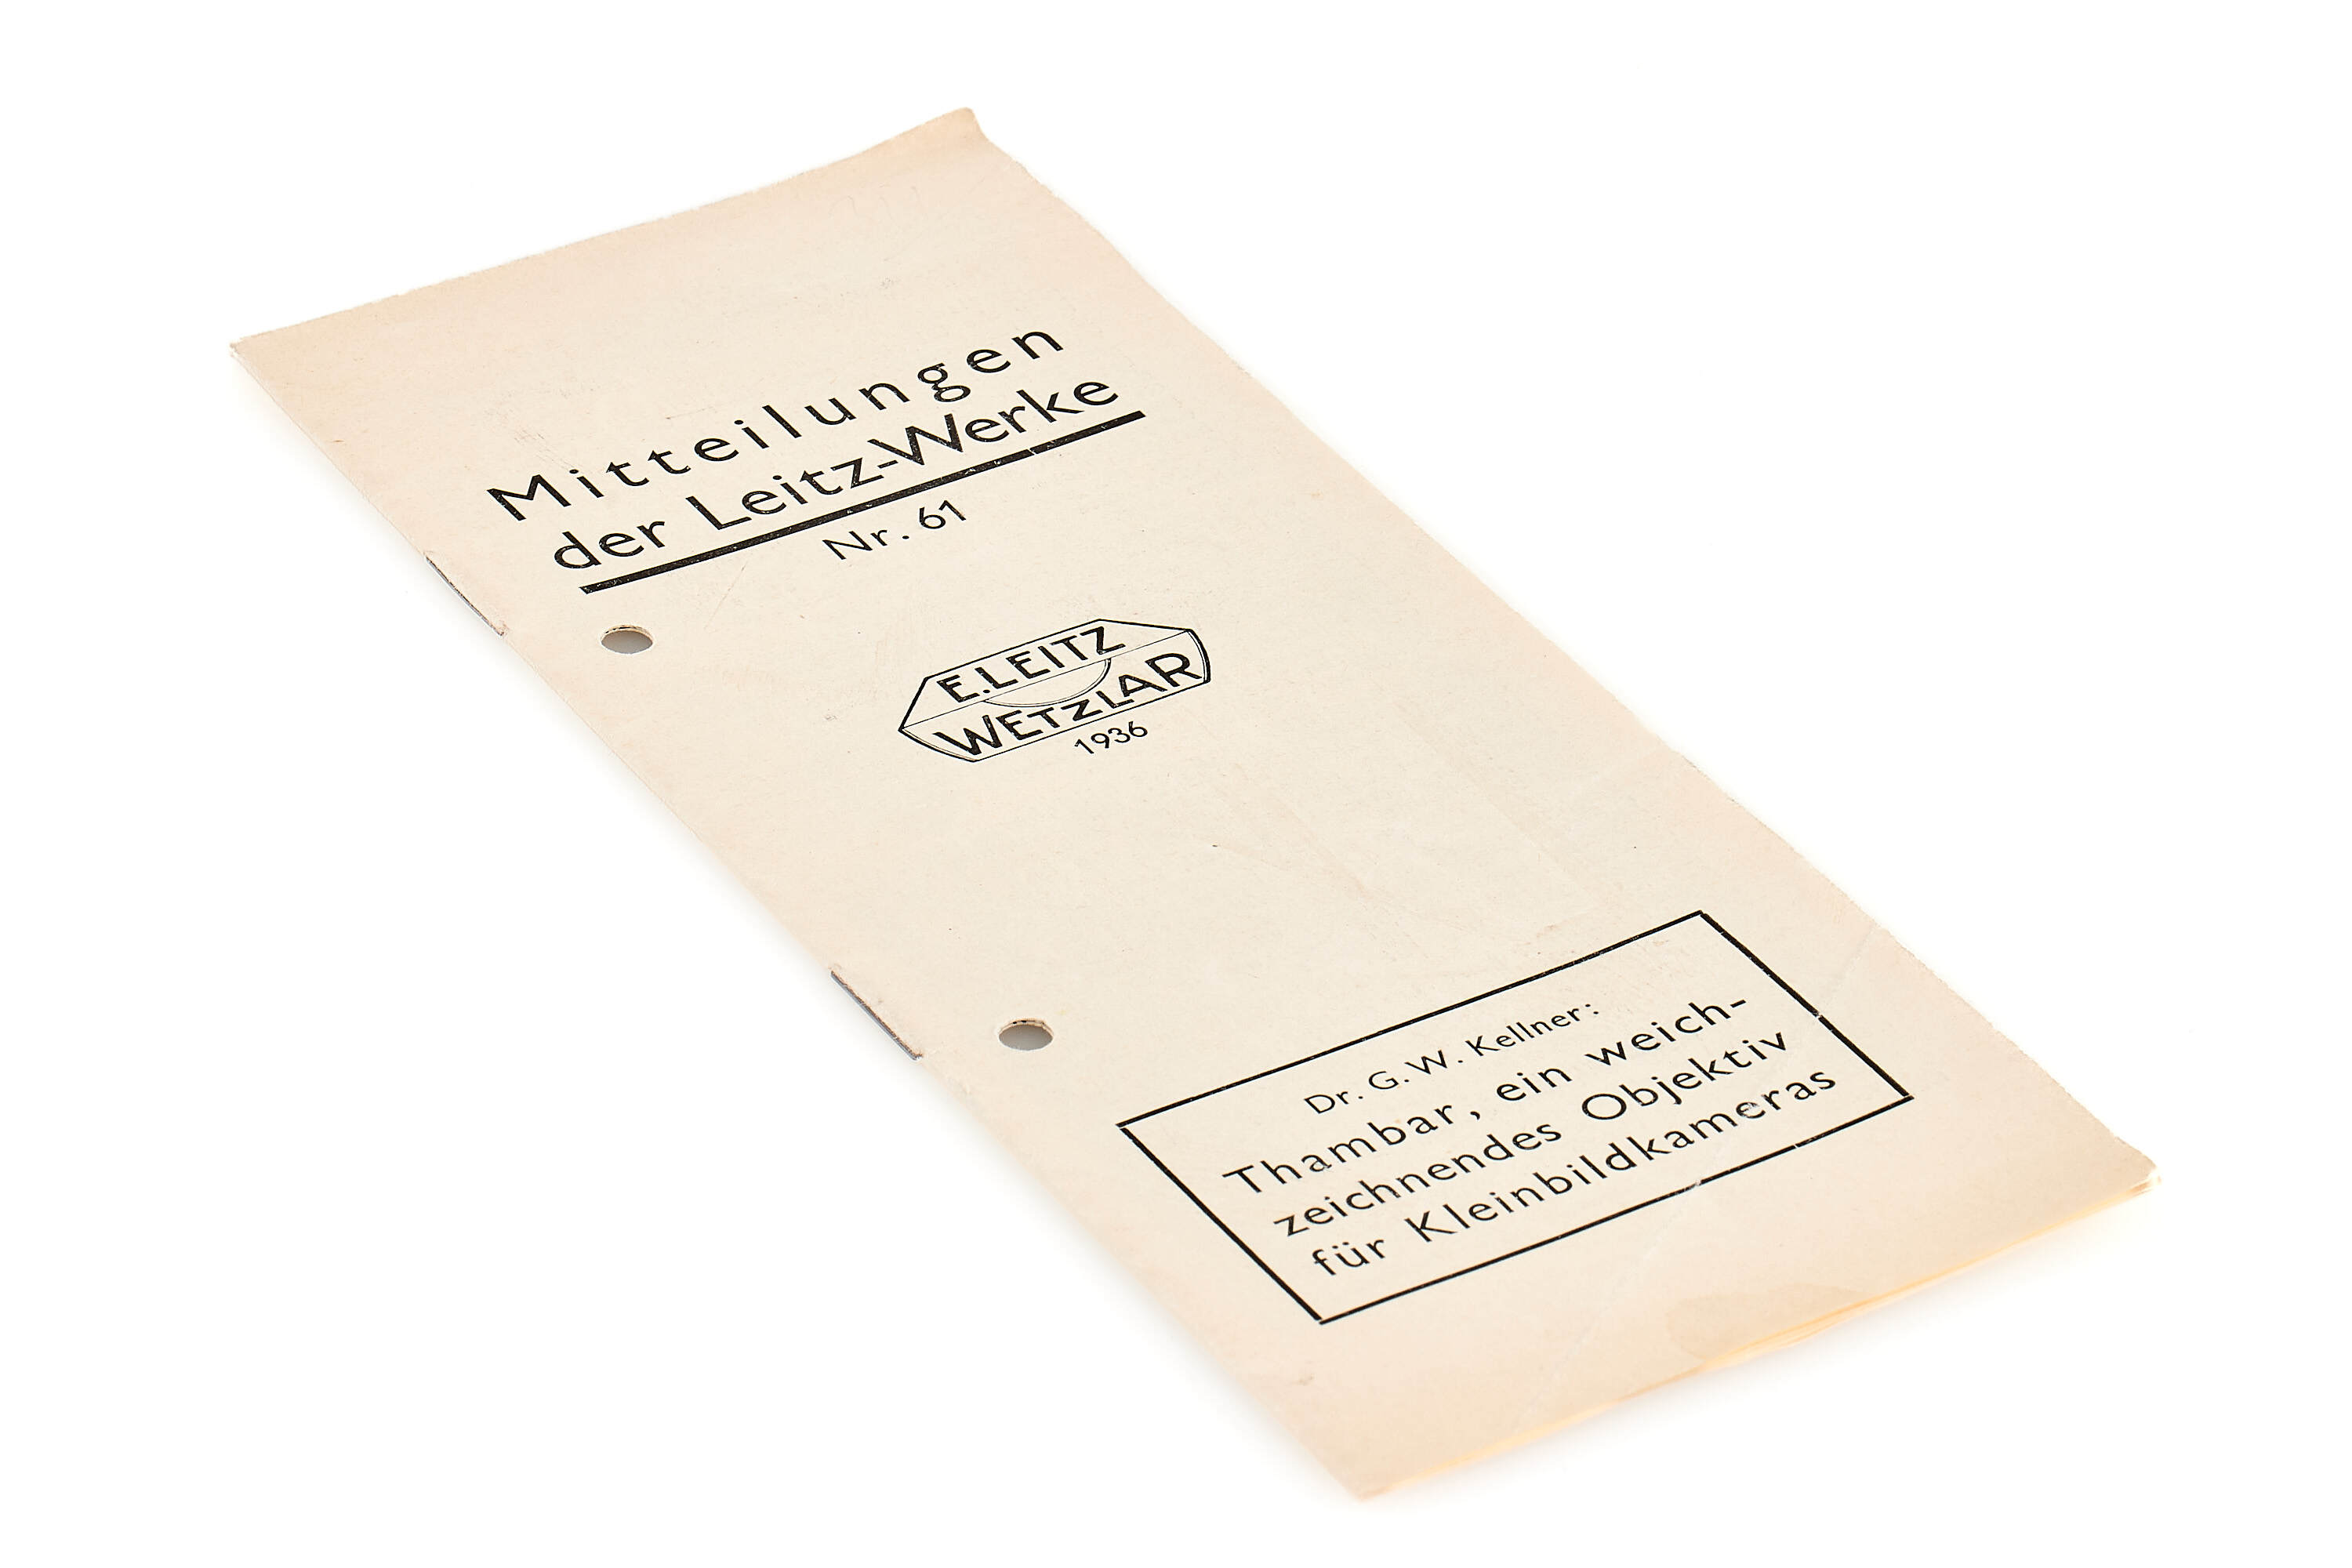 Mitteilungen
der Leitz-Werke
Nr. 61
E. LEITZ
WETZLAR
1936
Dr. G. W. Kellner:
Thambar, ein weich-
zeichnendes Objektiv
für Kleinbildkameras